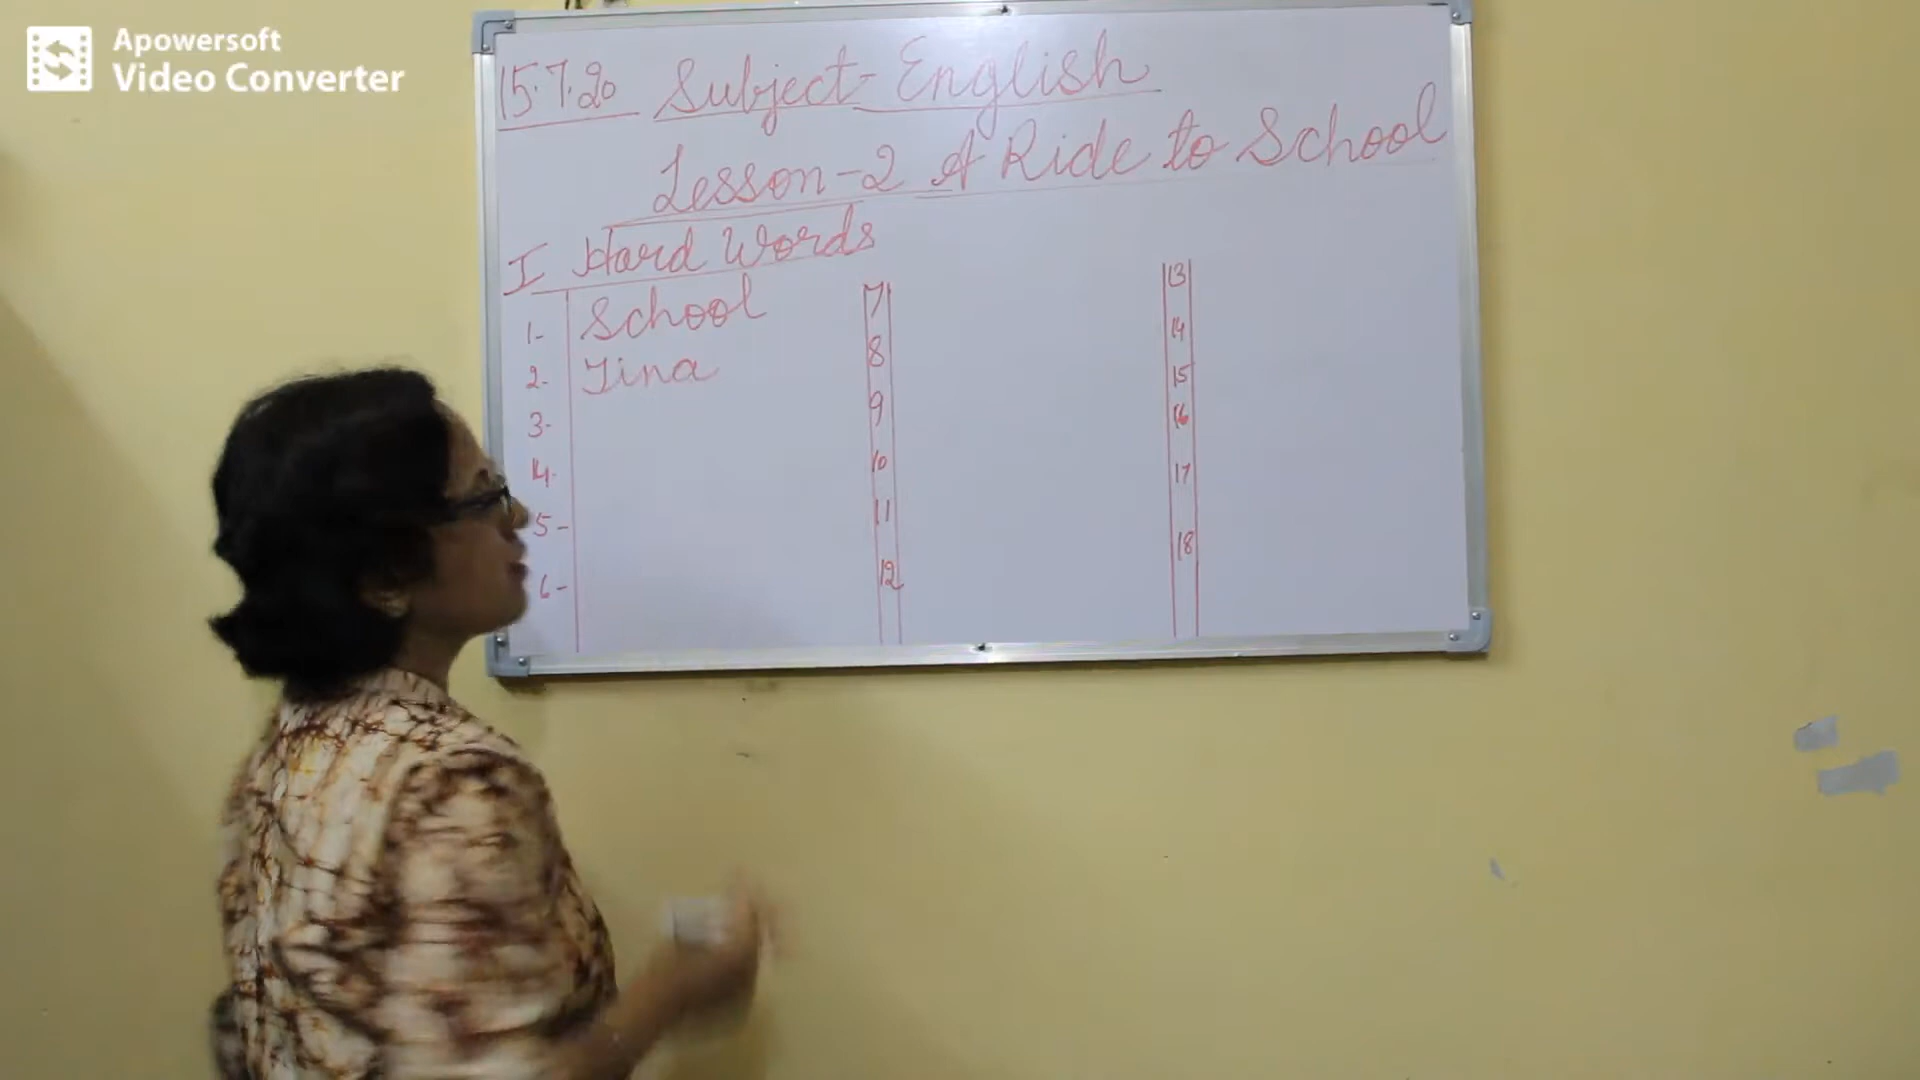 Apowersoft
Video Converter
15.7.20 Subject- English
Lesson-2 A Ride to School
I Hard Words
1- School
2- Tina
3-
4-
5-
6-
7
8
9
10
11
12
13
14
15
16
17
18